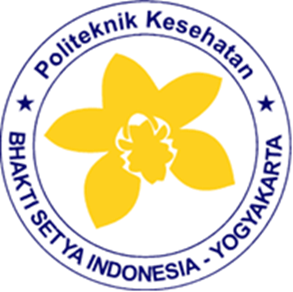 Politeknik Kesehatan
BHAKTI SETYA INDONESIA - YOGYAKARTA